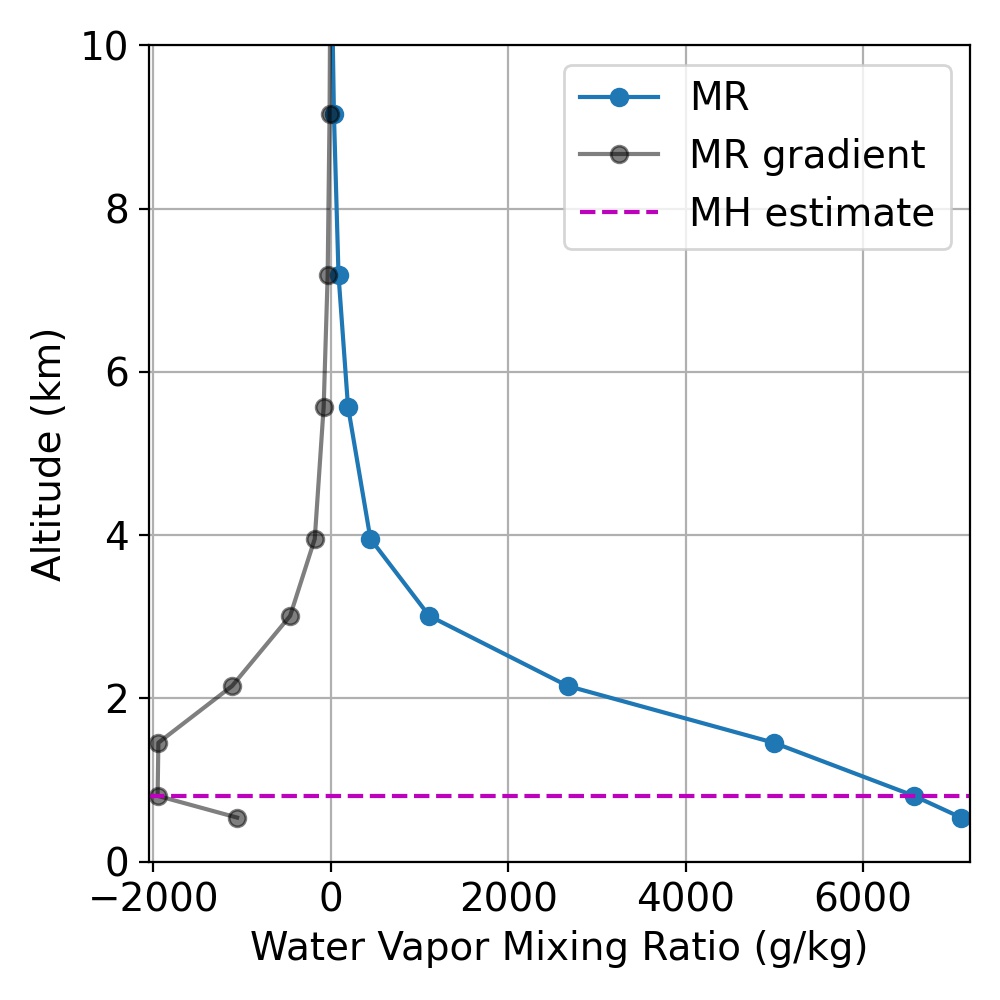 10
8
6
4
2
0
Altitude (km)
MR
MR gradient
MH estimate
−2000 0 2000 4000 6000
Water Vapor Mixing Ratio (g/kg)